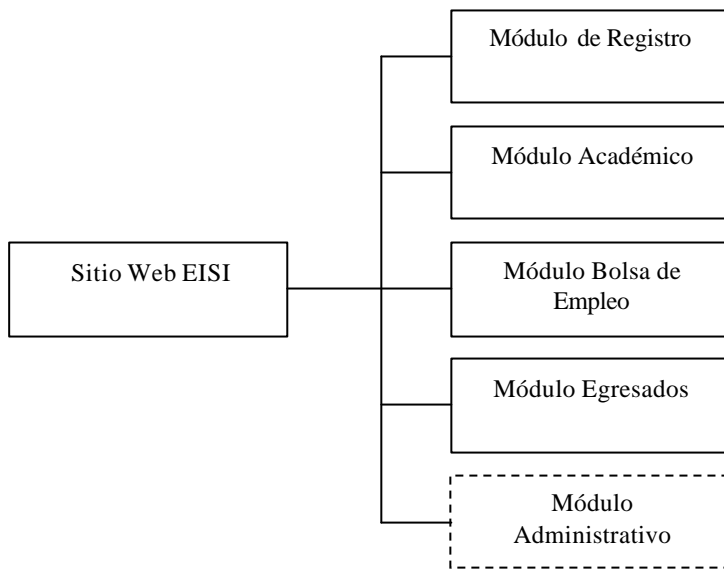 Módulo de Registro
Módulo Académico
Sitio Web EISI
Módulo Bolsa de
Empleo
Módulo Egresados
Módulo
Administrativo